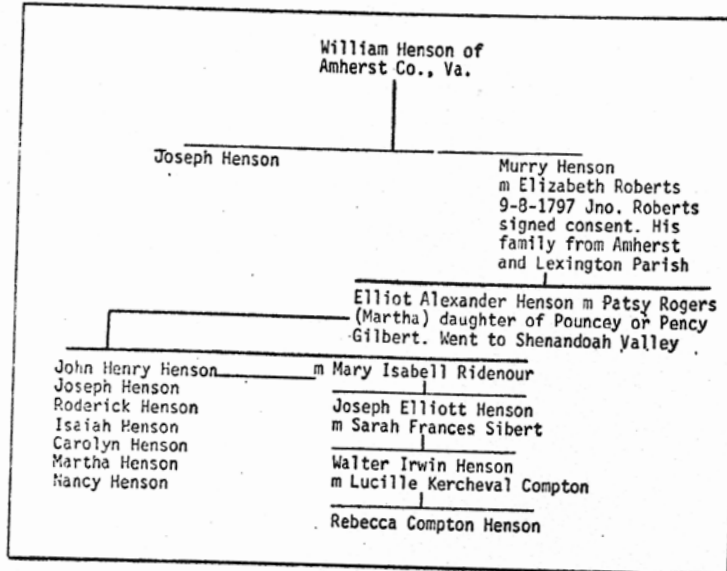 William Henson of
Amherst Co., Va.
Joseph Henson
Murry Henson
m Elizabeth Roberts
9-8-1797 Jno. Roberts
signed consent. His
family from Amherst
and Lexington Parish
Elliot Alexander Henson m Patsy Rogers
(Martha) daughter of Pouncey or Pency
Gilbert. Went to Shenandoah Valley
John Henry Henson m Mary Isabell Ridenour
Joseph Henson
Roderick Henson
Isaiah Henson
Carolyn Henson
Martha Henson
Nancy Henson
Joseph Elliott Henson
m Sarah Frances Sibert
Walter Irwin Henson
m Lucille Kercheval Compton
Rebecca Compton Henson